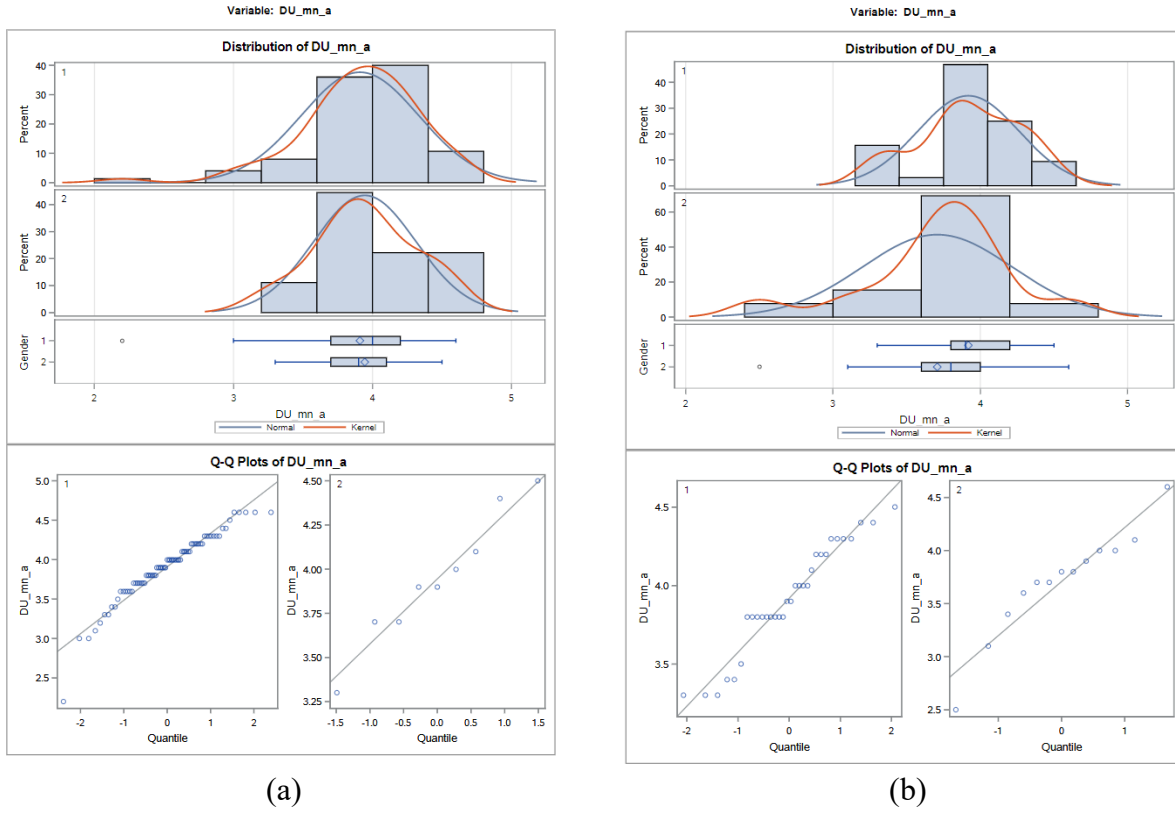 Variable: DU_mn_a
Distribution of DU_mn_a
1
40
30
20
10
0
Percent
2
40
30
20
10
0
Percent
Gender
1
2
2
3
4
5
DU_mn_a
Normal
Kernel
Q-Q Plots of DU_mn_a
1
5.0
4.5
4.0
3.5
3.0
2.5
DU_mn_a
-2
-1
0
1
2
Quantile
2
4.50
4.25
4.00
3.75
3.50
3.25
DU_mn_a
-1.5
-1.0
-0.5
0.0
0.5
1.0
1.5
Quantile
(a)
Variable: DU_mn_a
Distribution of DU_mn_a
1
40
30
20
10
0
Percent
2
60
40
20
0
Percent
Gender
1
2
2
3
4
5
DU_mn_a
Normal
Kernel
Q-Q Plots of DU_mn_a
1
4.5
4.0
3.5
DU_mn_a
-2
-1
0
1
2
Quantile
2
4.5
4.0
3.5
3.0
2.5
DU_mn_a
-1
0
1
Quantile
(b)